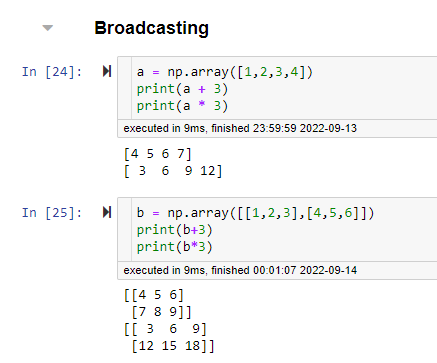 Broadcasting
In [24]:
a = np.array([1,2,3,4])
print(a + 3)
print(a * 3)
executed in 9ms, finished 23:59:59 2022-09-13
[4 5 6 7]
[ 3  6  9 12]
In [25]:
b = np.array([[1,2,3],[4,5,6]])
print(b+3)
print(b*3)
executed in 9ms, finished 00:01:07 2022-09-14
[[4 5 6]
 [7 8 9]]
[[ 3  6  9]
 [12 15 18]]